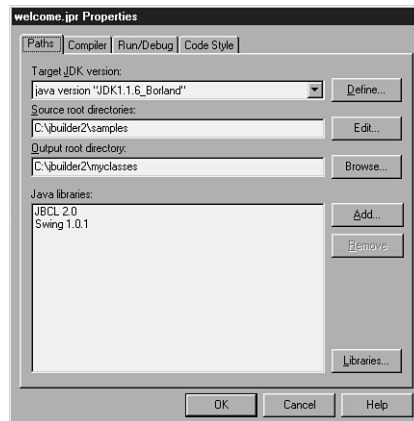 welcome.jpr Properties
Paths Compiler Run/Debug Code Style
Target JDK version:
java version "JDK1.1.6_Borland" Define...
Source root directories:
C:\jbuilder2\samples Edit...
Output root directory:
C:\jbuilder2\myclasses Browse...
Java libraries:
JBCL 2.0 Add...
Swing 1.0.1
Remove
Libraries...
OK Cancel Help